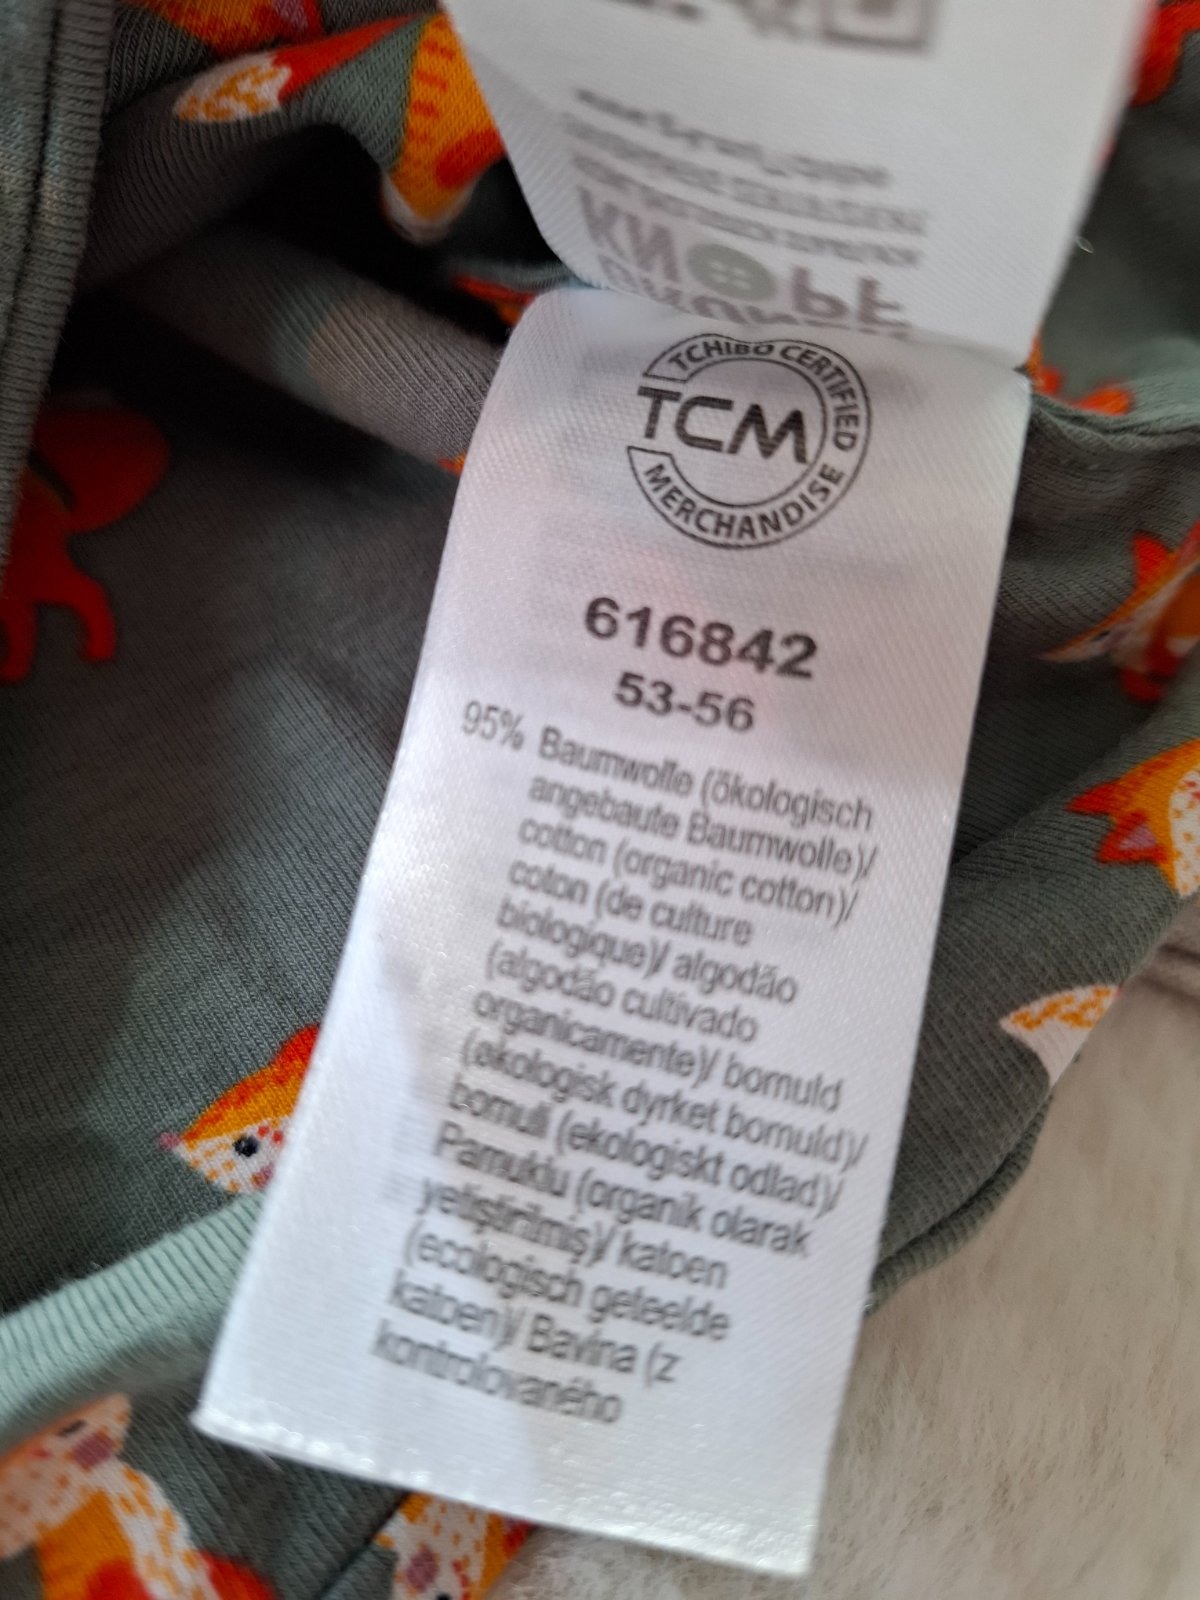 KNOPF
TCHIBO CERTIFIED
TCM
MERCHANDISE
616842
53-56
95% Baumwolle (ökologisch
angebaute Baumwolle)/
cotton (organic cotton)/
coton (de culture
biologique)/ algodão
(algodão cultivado
organicamente)/ bomuld
(økologisk dyrket bomuld)/
bomull (ekologiskt odlad)/
Pamuklu (organik olarak
yetiştirilmiş)/ katoen
(ecologisch geteelde
katoen)/ Bavlna (z
kontrolovaného